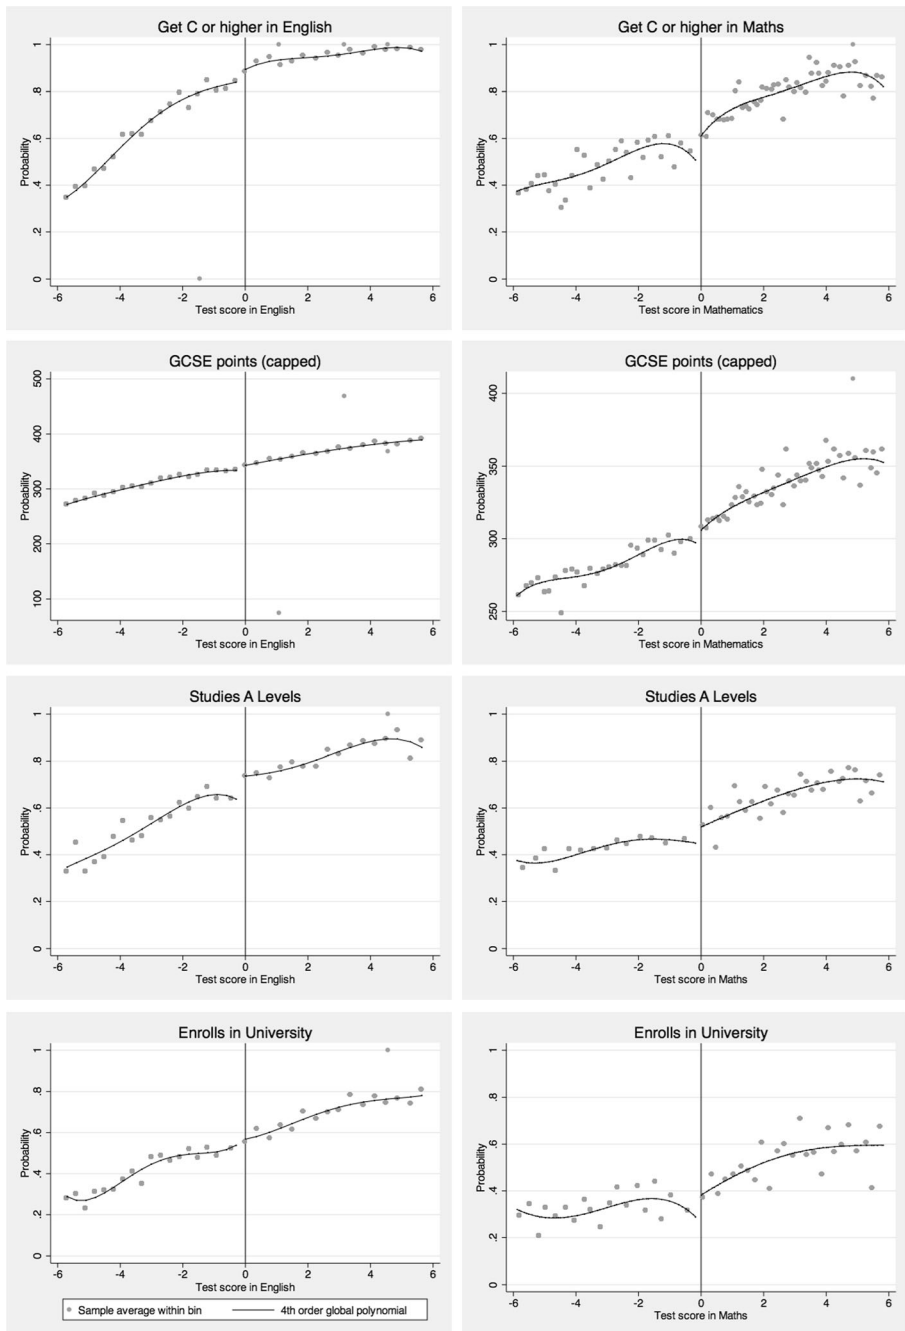 Get C or higher in English
1
.8
.6
.4
.2
0
Probability
-6 -4 -2 0 2 4 6
Test score in English
Get C or higher in Maths
1
.8
.6
.4
.2
0
Probability
-6 -4 -2 0 2 4 6
Test score in Mathematics
GCSE points (capped)
500
400
300
200
100
Probability
-6 -4 -2 0 2 4 6
Test score in English
GCSE points (capped)
400
350
300
250
Probability
-6 -4 -2 0 2 4 6
Test score in Mathematics
Studies A Levels
1
.8
.6
.4
.2
0
Probability
-6 -4 -2 0 2 4 6
Test score in English
Studies A Levels
1
.8
.6
.4
.2
0
Probability
-6 -4 -2 0 2 4 6
Test score in Maths
Enrolls in University
1
.8
.6
.4
.2
0
Probability
-6 -4 -2 0 2 4 6
Test score in English
Sample average within bin 4th order global polynomial
Enrolls in University
1
.8
.6
.4
.2
0
Probability
-6 -4 -2 0 2 4 6
Test score in Maths